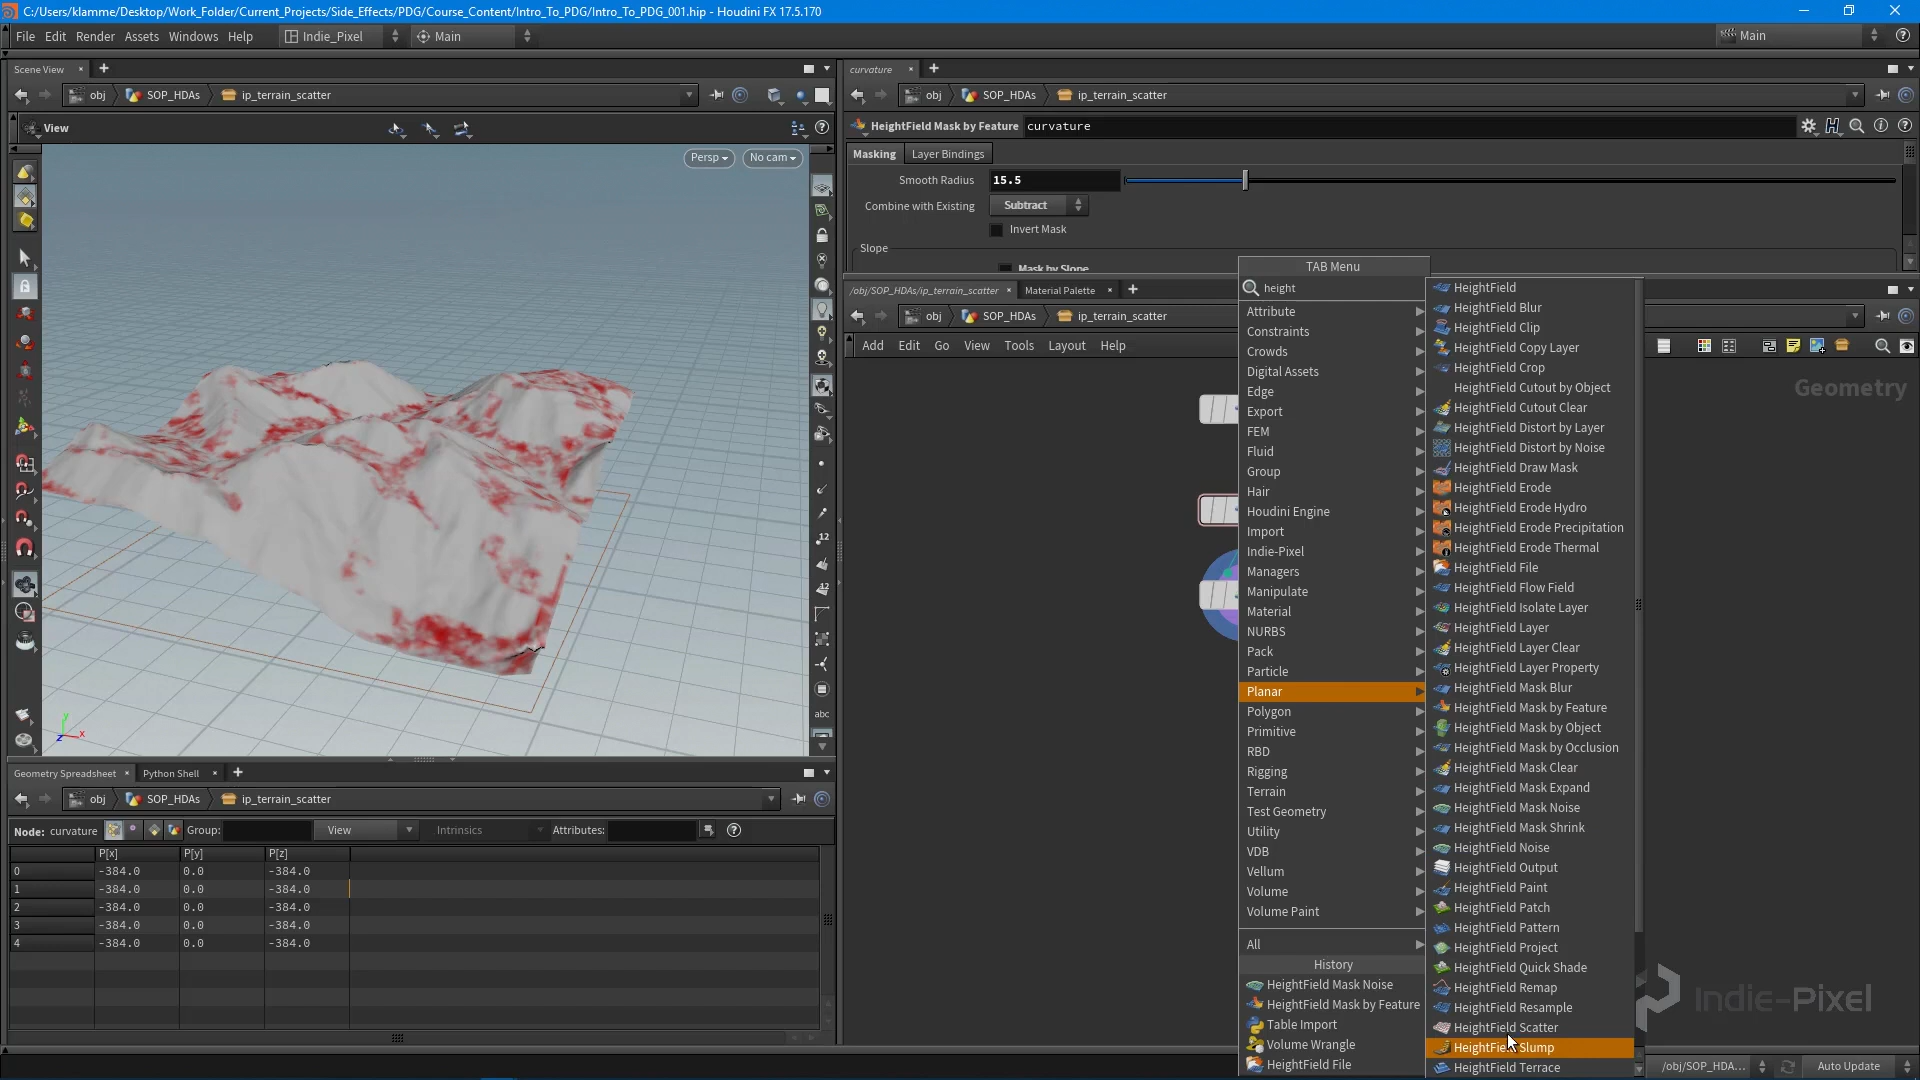 C:/Users/klamme/Desktop/Work_Folder/Current_Projects/Side_Effects/PDG/Course_Content/Intro_To_PDG/Intro_To_PDG_001.hip - Houdini FX 17.5.170
File Edit Render Assets Windows Help Indie_Pixel Main Main
Scene View
obj SOP_HDAs ip_terrain_scatter
View
Persp No cam
curvature
obj SOP_HDAs ip_terrain_scatter
HeightField Mask by Feature curvature
Masking Layer Bindings
Smooth Radius 15.5
Combine with Existing Subtract
Invert Mask
Slope
Mask by Slope
/obj/SOP_HDAs/ip_terrain_scatter Material Palette
obj SOP_HDAs ip_terrain_scatter
Add Edit Go View Tools Layout Help
Geometry
TAB Menu
height
Attribute
Constraints
Crowds
Digital Assets
Edge
Export
FEM
Fluid
Group
Hair
Houdini Engine
Import
Indie-Pixel
Managers
Manipulate
Material
NURBS
Pack
Particle
Planar
Polygon
Primitive
RBD
Rigging
Terrain
Test Geometry
Utility
VDB
Vellum
Volume
Volume Paint
All
History
HeightField Mask Noise
HeightField Mask by Feature
Table Import
Volume Wrangle
HeightField File
HeightField
HeightField Blur
HeightField Clip
HeightField Copy Layer
HeightField Crop
HeightField Cutout by Object
HeightField Cutout Clear
HeightField Distort by Layer
HeightField Distort by Noise
HeightField Draw Mask
HeightField Erode
HeightField Erode Hydro
HeightField Erode Precipitation
HeightField Erode Thermal
HeightField File
HeightField Flow Field
HeightField Isolate Layer
HeightField Layer
HeightField Layer Clear
HeightField Layer Property
HeightField Mask Blur
HeightField Mask by Feature
HeightField Mask by Object
HeightField Mask by Occlusion
HeightField Mask Clear
HeightField Mask Expand
HeightField Mask Noise
HeightField Mask Shrink
HeightField Noise
HeightField Output
HeightField Paint
HeightField Patch
HeightField Pattern
HeightField Project
HeightField Quick Shade
HeightField Remap
HeightField Resample
HeightField Scatter
HeightField Slump
HeightField Terrace
12
12
abc
y
z x
Geometry Spreadsheet Python Shell
obj SOP_HDAs ip_terrain_scatter
Node: curvature Group: View Intrinsics Attributes:
P[x] P[y] P[z]
0 -384.0 0.0 -384.0
1 -384.0 0.0 -384.0
2 -384.0 0.0 -384.0
3 -384.0 0.0 -384.0
4 -384.0 0.0 -384.0
Indie-Pixel
/obj/SOP_HDA... Auto Update